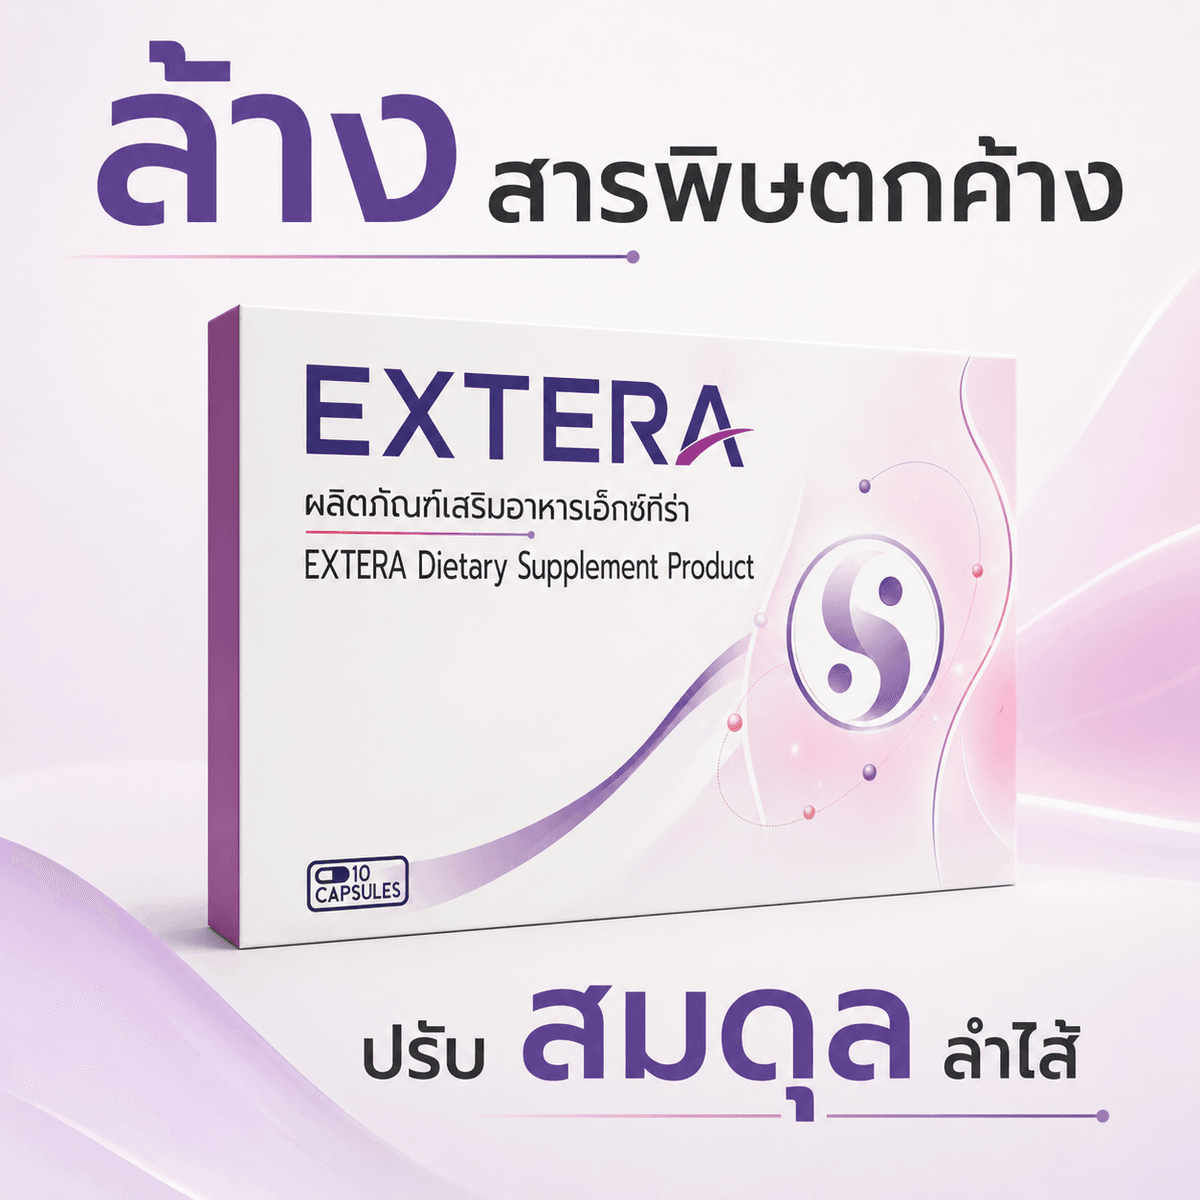 ล้าง สารพิษตกค้าง
EXTERA
ผลิตภัณฑ์เสริมอาหารเอ็กซ์ทีร่า
EXTERA Dietary Supplement Product
10
CAPSULES
ปรับ สมดุล ลำไส้